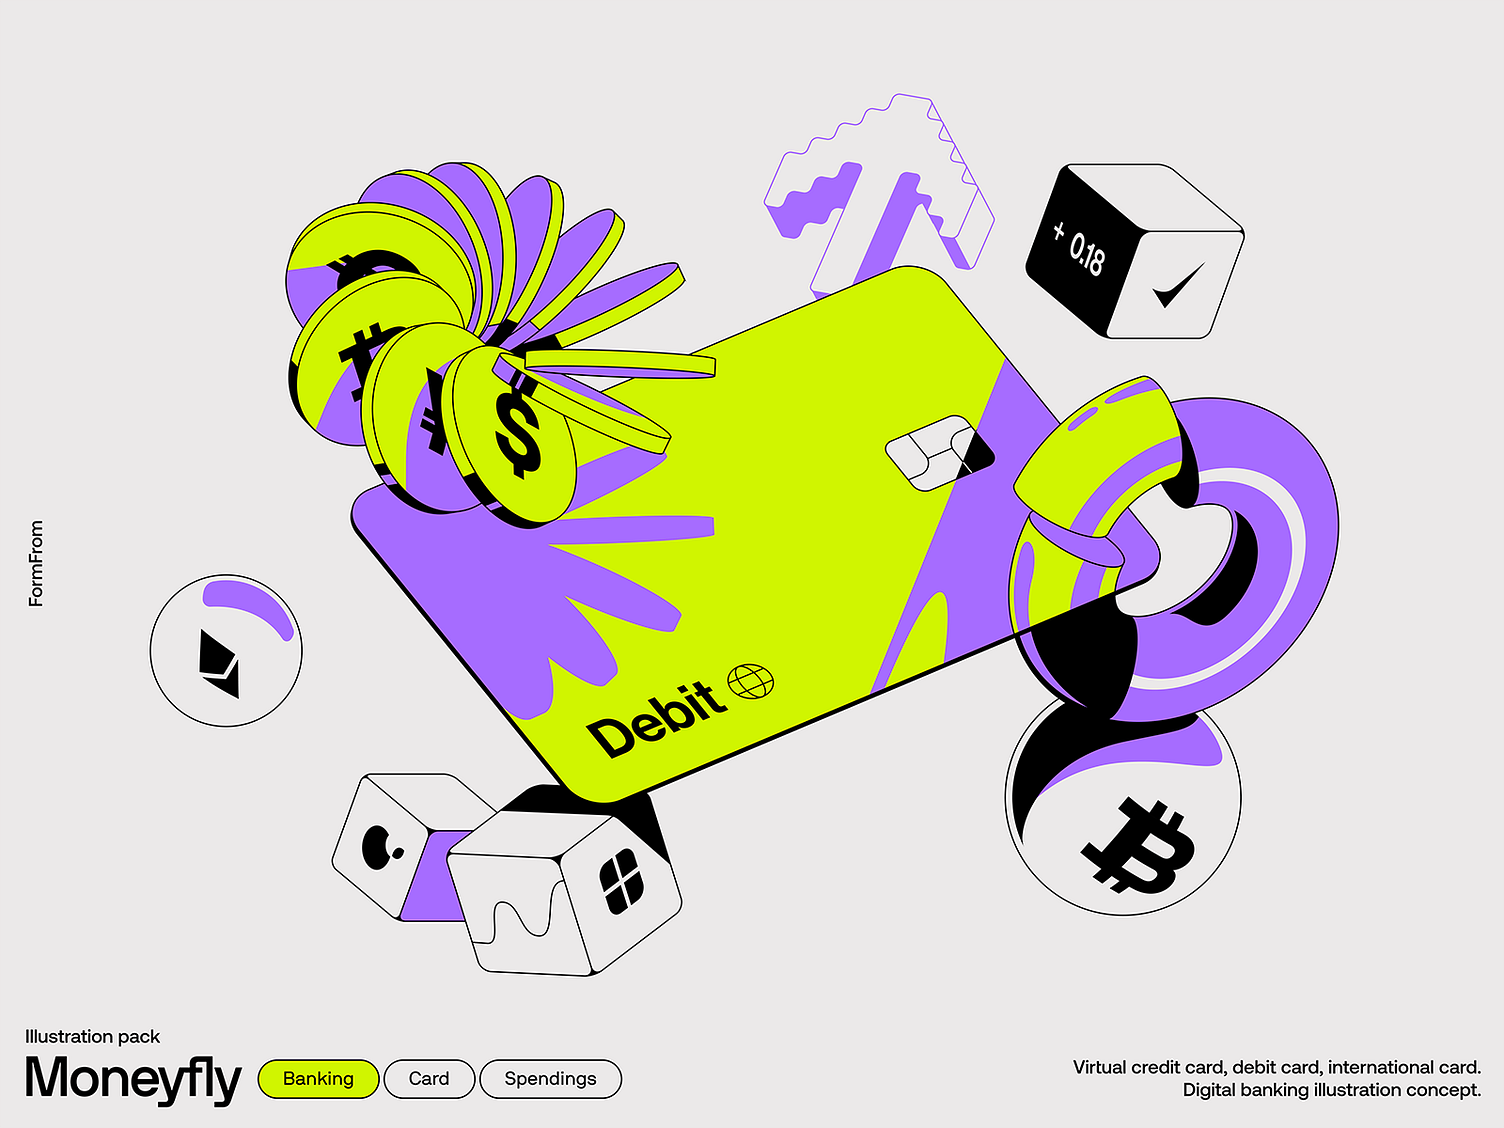 + 0.18
$
Debit
FormFrom
Illustration pack
Moneyfly
Banking
Card
Spendings
Virtual credit card, debit card, international card.
Digital banking illustration concept.